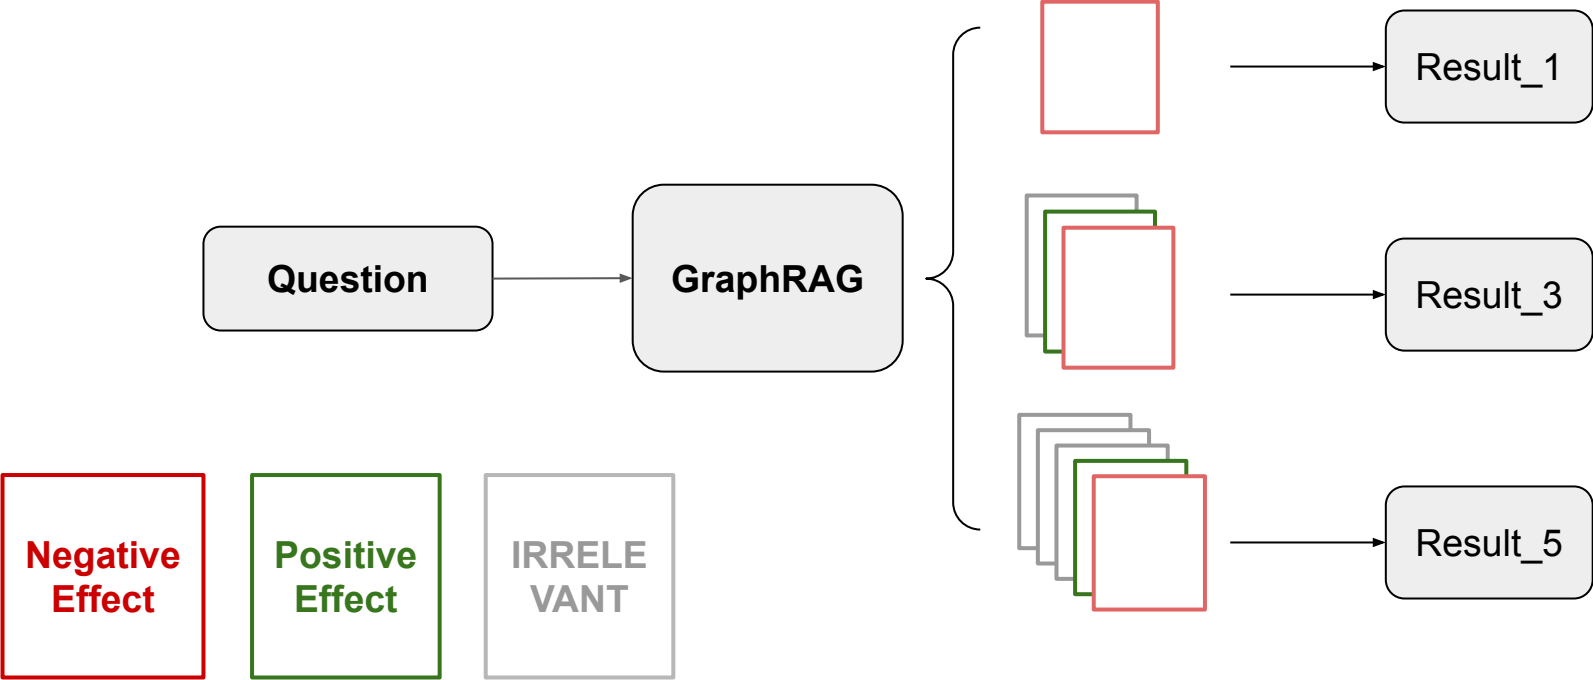 Result_1
Question
GraphRAG
Result_3
Result_5
Negative
Effect
Positive
Effect
IRRELE
VANT